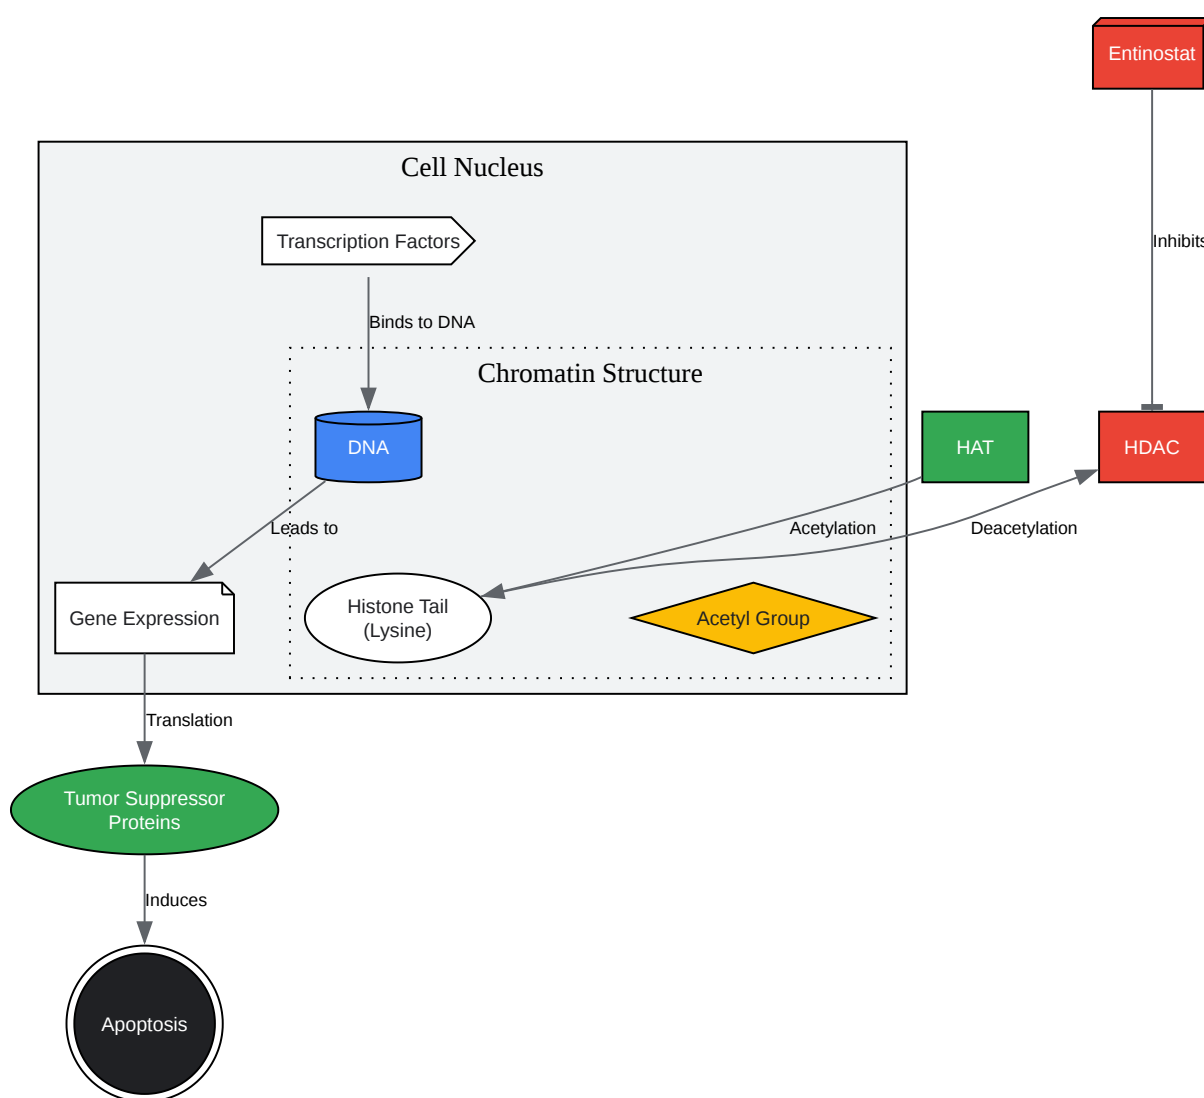 Entinostat
Cell Nucleus
Transcription Factors
Inhibits
Binds to DNA
Chromatin Structure
DNA
HAT
HDAC
Leads to
Acetylation
Deacetylation
Gene Expression
Histone Tail
(Lysine)
Acetyl Group
Translation
Tumor Suppressor
Proteins
Induces
Apoptosis